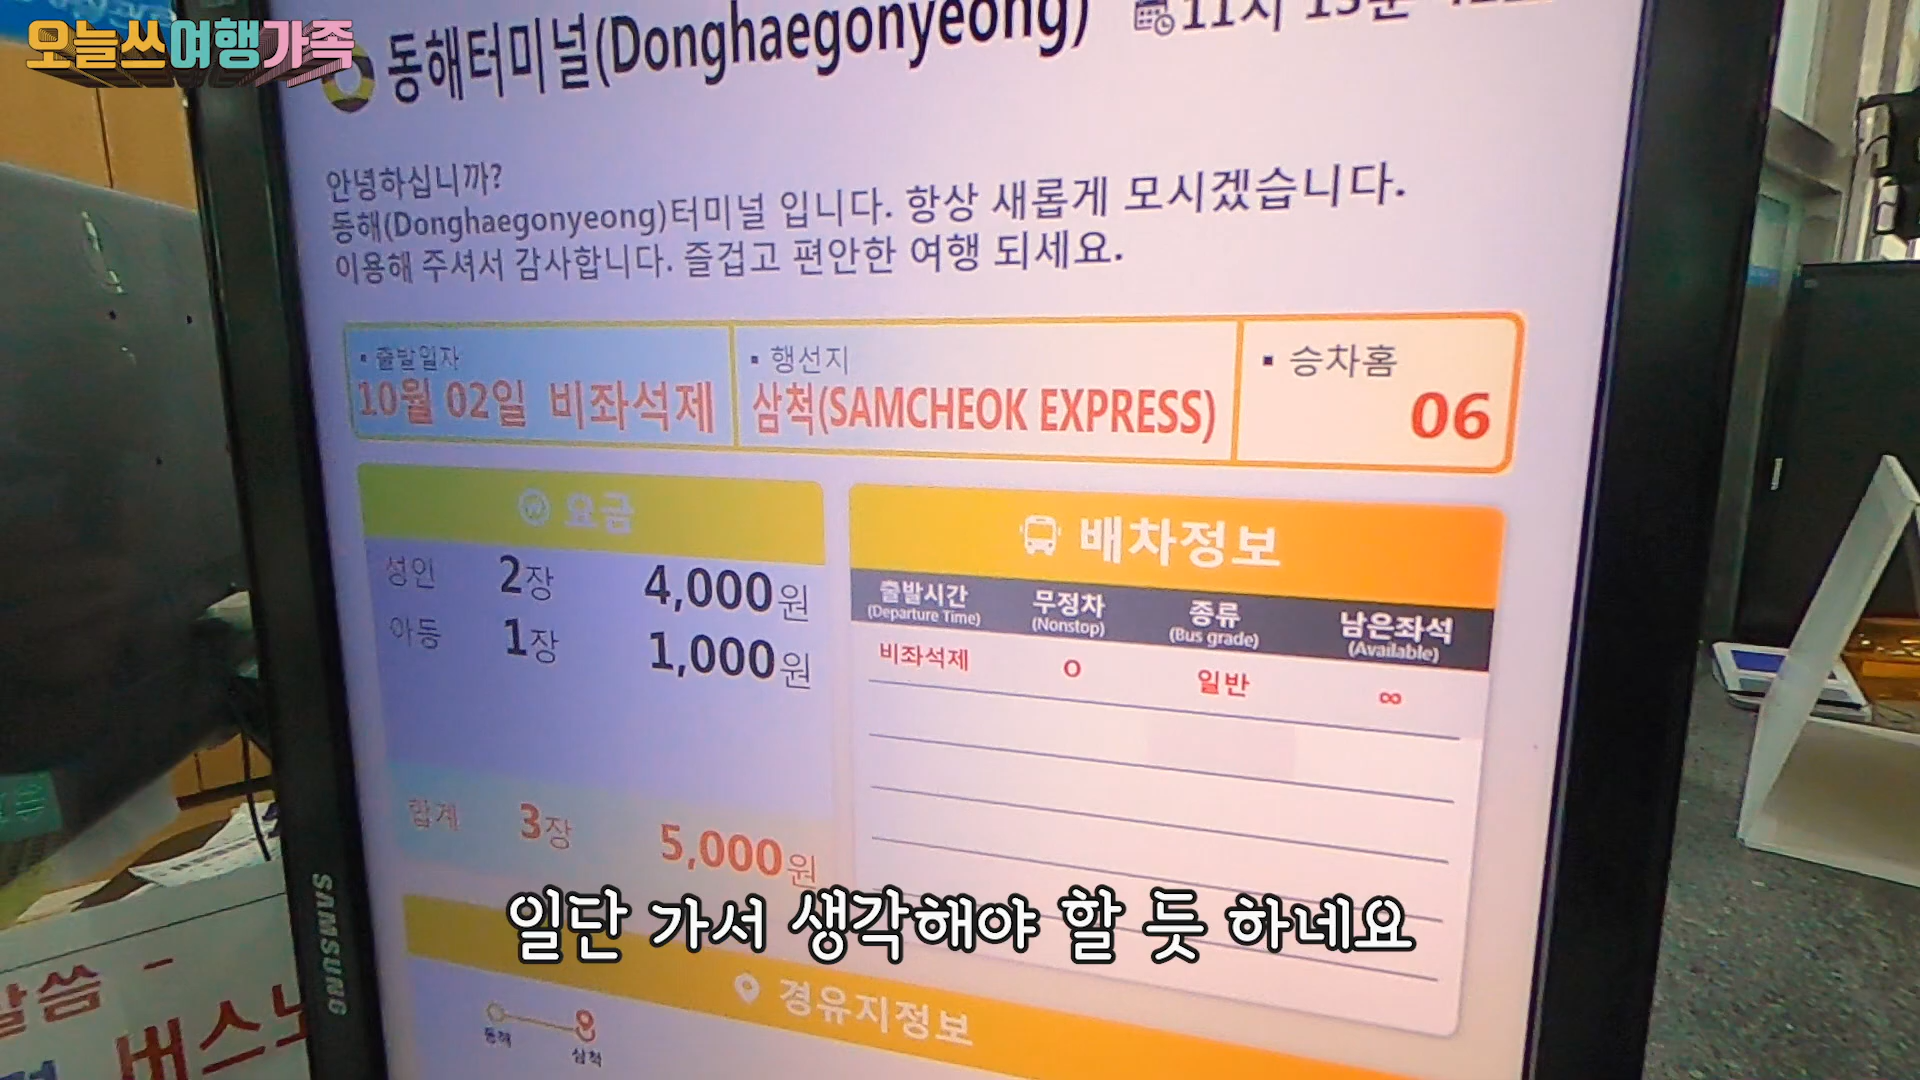 오늘쓰여행가족
동해터미널(Donghaegonyeong) 11시
안녕하십니까?
동해(Donghaegonyeong)터미널 입니다. 항상 새롭게 모시겠습니다.
이용해 주셔서 감사합니다. 즐겁고 편안한 여행 되세요.
▪ 출발일자
10월 02일 비좌석제
▪ 행선지
삼척(SAMCHEOK EXPRESS)
▪ 승차홈
06
요금
성인 2장 4,000원
아동 1장 1,000원
합계 3장 5,000원
배차정보
출발시간 무정차 종류 남은좌석
(Departure Time) (Nonstop) (Bus grade) (Available)
비좌석제 O 일반 ∞
일단 가서 생각해야 할 듯 하네요
경유지정보
동해 삼척
SAMSUNG
말씀
버스노